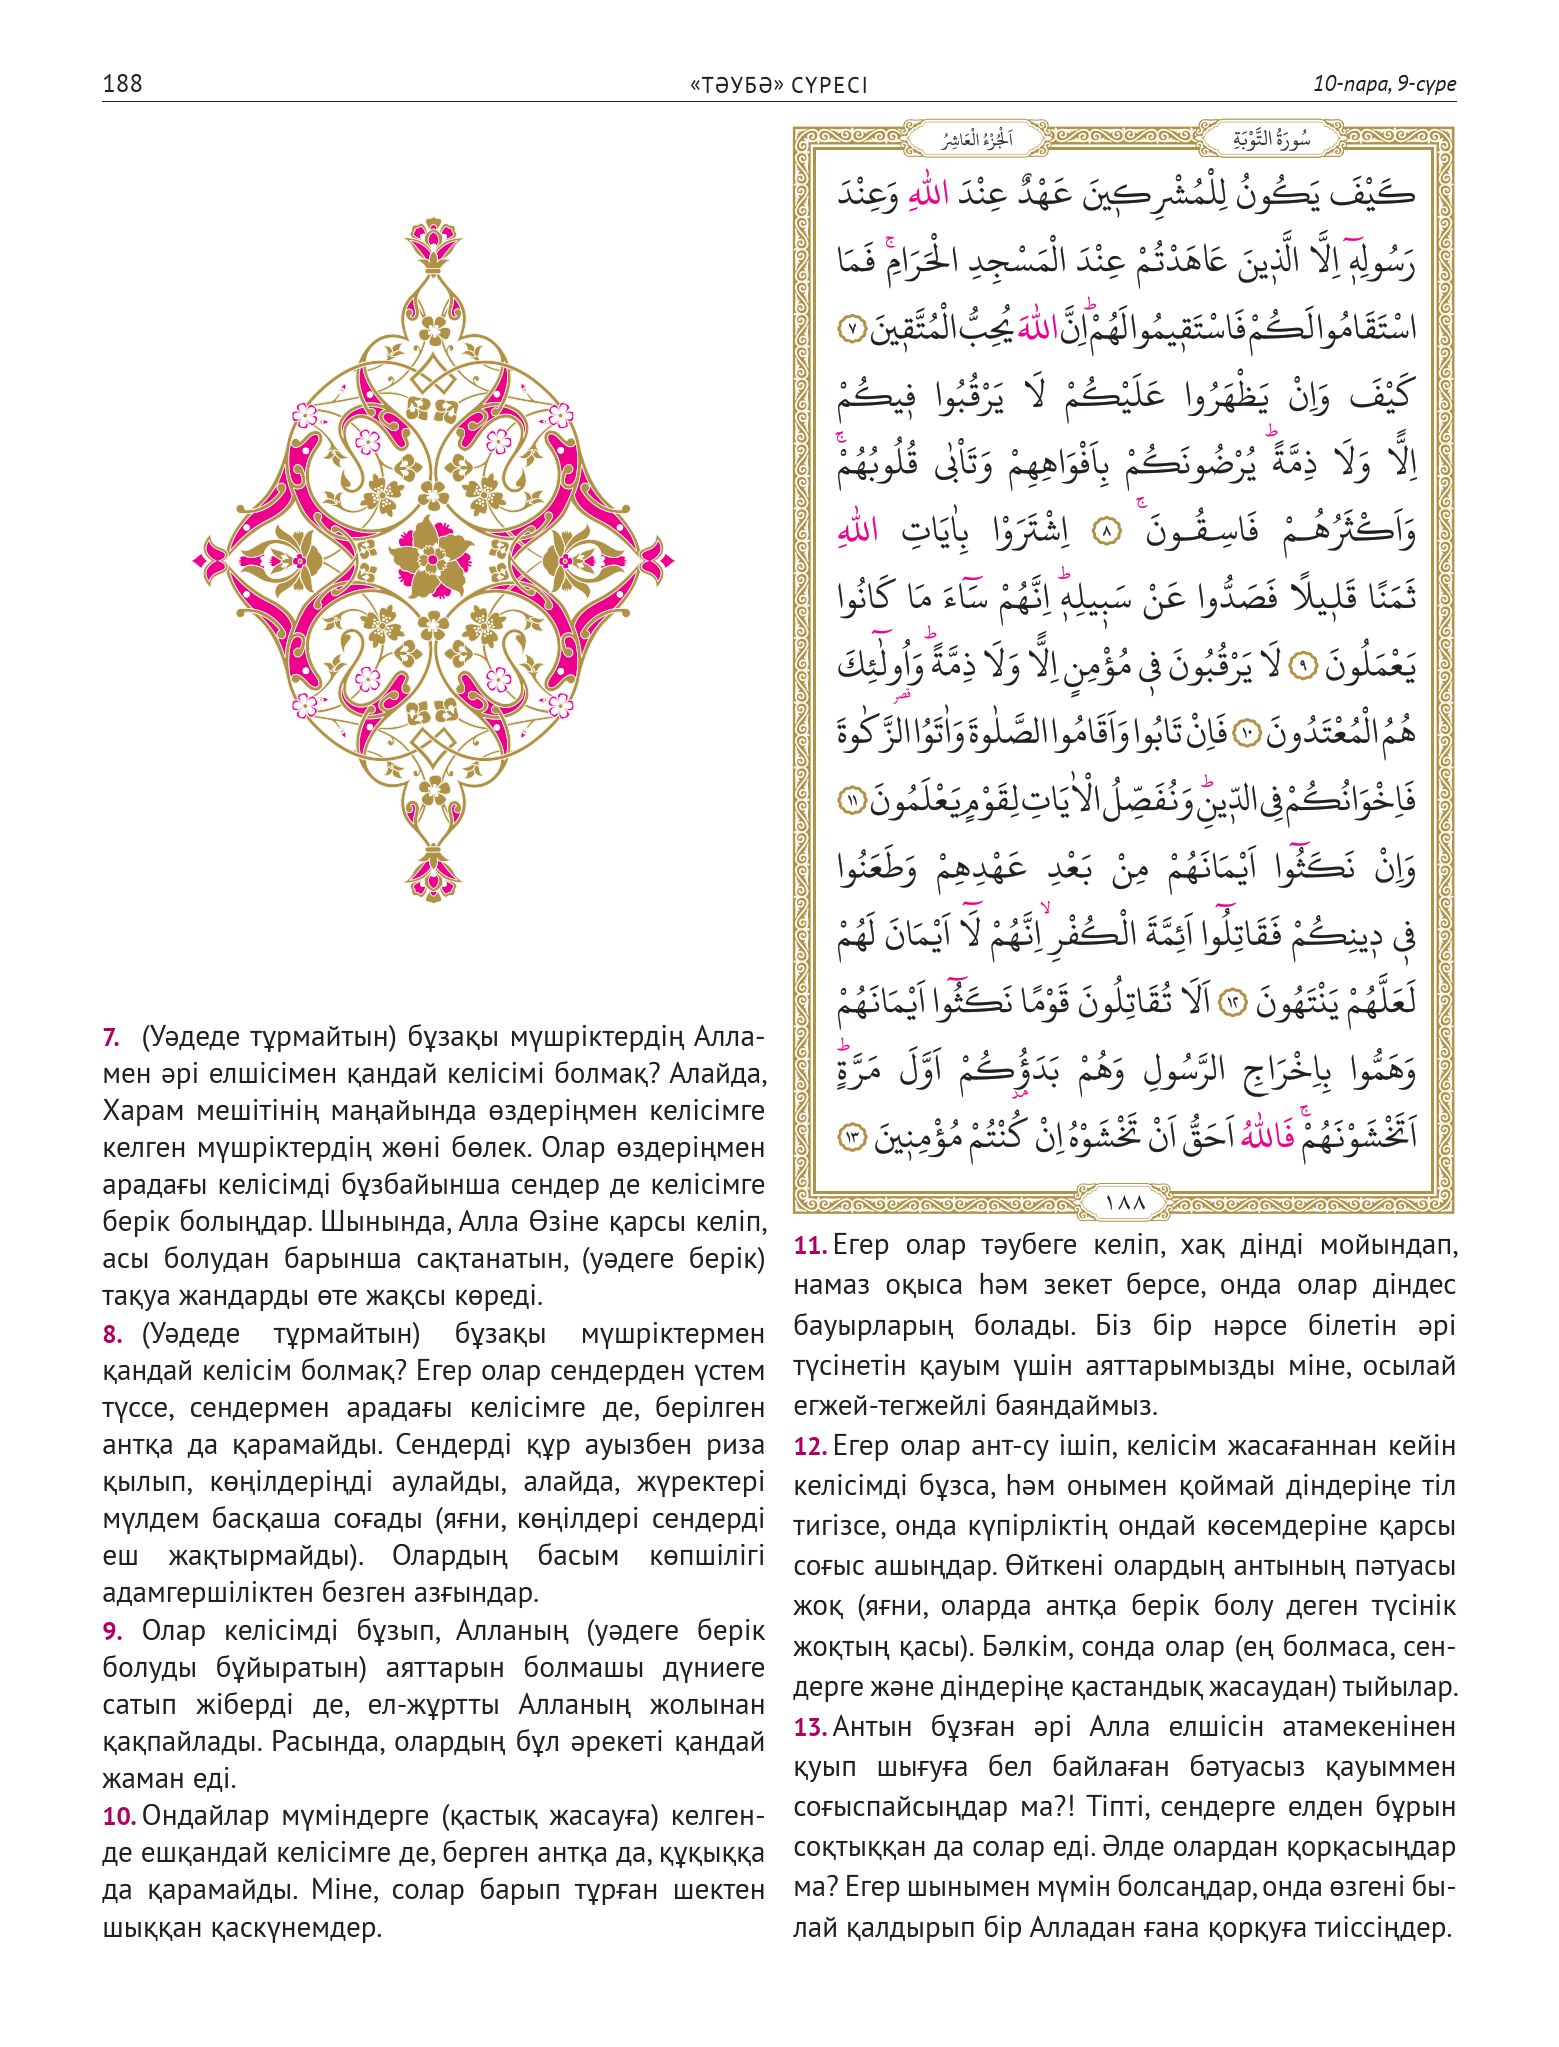 188
«ТӘУБӘ» СҮРЕСІ
10-пара, 9-сүре
سُورَةُ التَّوْبَةِ
اَلْجُزْءُ الْعَاشِرُ
كَيْفَ يَكُونُ لِلْمُشْرِك۪ينَ عَهْدٌ عِنْدَ اللّٰهِ وَعِنْدَ
رَسُولِه۪ٓ اِلَّا الَّذ۪ينَ عَاهَدْتُمْ عِنْدَ الْمَسْجِدِ الْحَرَامِۚ فَمَا
اسْتَقَامُوا لَكُمْ فَاسْتَق۪يمُوا لَهُمْۜ اِنَّ اللّٰهَ يُحِبُّ الْمُتَّق۪ينَ ﴿٧﴾
كَيْفَ وَاِنْ يَظْهَرُوا عَلَيْكُمْ لَا يَرْقُبُوا ف۪يكُمْ
اِلًّا وَلَا ذِمَّةًۜ يُرْضُونَكُمْ بِاَفْوَاهِهِمْ وَتَاْبٰى قُلُوبُهُمْۚ
وَاَكْثَرُهُمْ فَاسِقُونَۚ ﴿٨﴾ اِشْتَرَوْا بِاٰيَاتِ اللّٰهِ
ثَمَنًا قَل۪يلًا فَصَدُّوا عَنْ سَب۪يلِه۪ۜ اِنَّهُمْ سَٓاءَ مَا كَانُوا
يَعْمَلُونَ ﴿٩﴾ لَا يَرْقُبُونَ ف۪ي مُؤْمِنٍ اِلًّا وَلَا ذِمَّةًۜ وَاُو۬لٰٓئِكَ
هُمُ الْمُعْتَدُونَ ﴿١٠﴾ فَاِنْ تَابُوا وَاَقَامُوا الصَّلٰوةَ وَاٰتَوُا الزَّكٰوةَ
فَاِخْوَانُكُمْ فِي الدّ۪ينِۜ وَنُفَصِّلُ الْاٰيَاتِ لِقَوْمٍ يَعْلَمُونَ ﴿١١﴾
وَاِنْ نَكَثُٓوا اَيْمَانَهُمْ مِنْ بَعْدِ عَهْدِهِمْ وَطَعَنُوا
ف۪ي د۪ينِكُمْ فَقَاتِلُٓوا اَئِمَّةَ الْكُفْرِۙ اِنَّهُمْ لَٓا اَيْمَانَ لَهُمْ
لَعَلَّهُمْ يَنْتَهُونَ ﴿١٢﴾ اَلَا تُقَاتِلُونَ قَوْمًا نَكَثُٓوا اَيْمَانَهُمْ
وَهَمُّوا بِاِخْرَاجِ الرَّسُولِ وَهُمْ بَدَؤُ۫كُمْ اَوَّلَ مَرَّةٍۜ
اَتَخْشَوْنَهُمْۚ فَاللّٰهُ اَحَقُّ اَنْ تَخْشَوْهُ اِنْ كُنْتُمْ مُؤْمِن۪ينَ ﴿١٣﴾
١٨٨
7. (Уәдеде тұрмайтын) бұзақы мүшріктердің Алла-
мен әрі елшісімен қандай келісімі болмақ? Алайда,
Харам мешітінің маңайында өздеріңмен келісімге
келген мүшріктердің жөні бөлек. Олар өздеріңмен
арадағы келісімді бұзбайынша сендер де келісімге
берік болыңдар. Шынында, Алла Өзіне қарсы келіп,
асы болудан барынша сақтанатын, (уәдеге берік)
тақуа жандарды өте жақсы көреді.
8. (Уәдеде тұрмайтын) бұзақы мүшріктермен
қандай келісім болмақ? Егер олар сендерден үстем
түссе, сендермен арадағы келісімге де, берілген
антқа да қарамайды. Сендерді құр ауызбен риза
қылып, көңілдеріңді аулайды, алайда, жүректері
мүлдем басқаша соғады (яғни, көңілдері сендерді
еш жақтырмайды). Олардың басым көпшілігі
адамгершіліктен безген азғындар.
9. Олар келісімді бұзып, Алланың (уәдеге берік
болуды бұйыратын) аяттарын болмашы дүниеге
сатып жіберді де, ел-жұртты Алланың жолынан
қақпайлады. Расында, олардың бұл әрекеті қандай
жаман еді.
10. Ондайлар мүміндерге (қастық жасауға) келген-
де ешқандай келісімге де, берген антқа да, құқыққа
да қарамайды. Міне, солар барып тұрған шектен
шыққан қаскүнемдер.
11. Егер олар тәубеге келіп, хақ дінді мойындап,
намаз оқыса һәм зекет берсе, онда олар діндес
бауырларың болады. Біз бір нәрсе білетін әрі
түсінетін қауым үшін аяттарымызды міне, осылай
егжей-тегжейлі баяндаймыз.
12. Егер олар ант-су ішіп, келісім жасағаннан кейін
келісімді бұзса, һәм онымен қоймай діндеріңе тіл
тигізсе, онда күпірліктің ондай көсемдеріне қарсы
соғыс ашыңдар. Өйткені олардың антының пәтуасы
жоқ (яғни, оларда антқа берік болу деген түсінік
жоқтың қасы). Бәлкім, сонда олар (ең болмаса, сен-
дерге және діндеріңе қастандық жасаудан) тыйылар.
13. Антын бұзған әрі Алла елшісін атамекенінен
қуып шығуға бел байлаған бәтуасыз қауыммен
соғыспайсыңдар ма?! Тіпті, сендерге елден бұрын
соқтыққан да солар еді. Әлде олардан қорқасыңдар
ма? Егер шынымен мүмін болсаңдар, онда өзгені бы-
лай қалдырып бір Алладан ғана қорқуға тиіссіңдер.